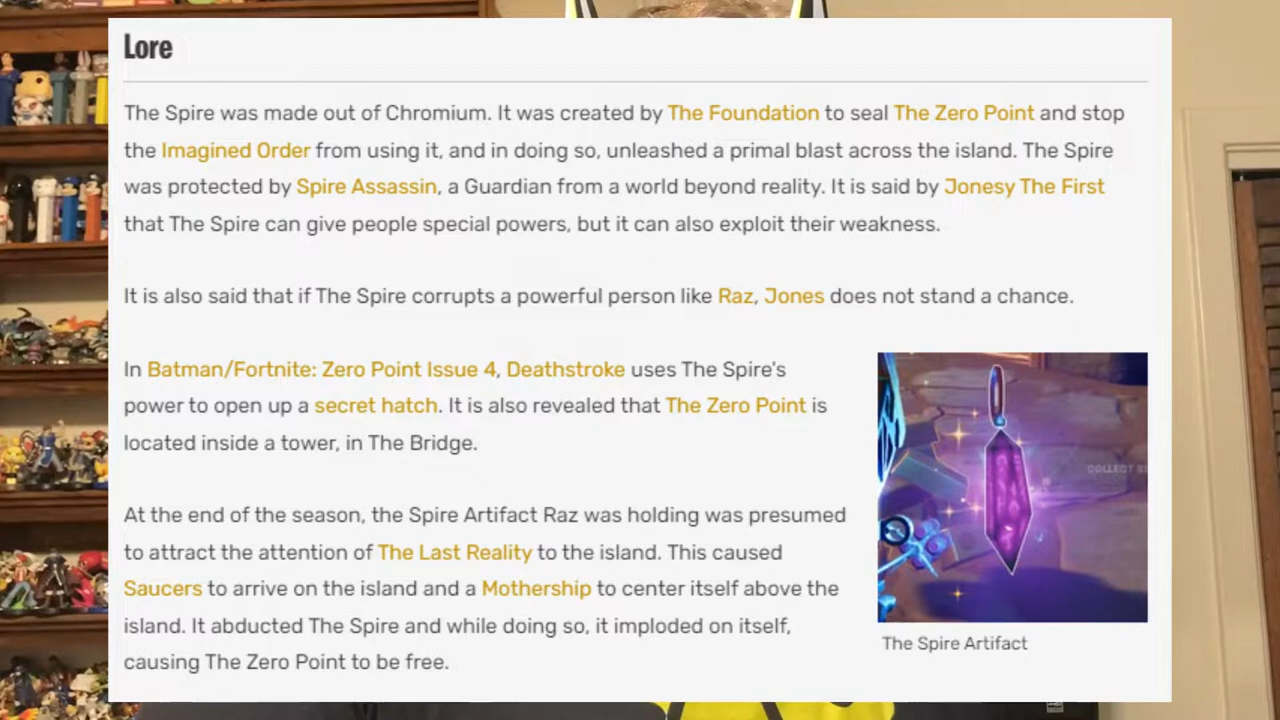 Lore
The Spire was made out of Chromium. It was created by The Foundation to seal The Zero Point and stop
the Imagined Order from using it, and in doing so, unleashed a primal blast across the island. The Spire
was protected by Spire Assassin, a Guardian from a world beyond reality. It is said by Jonesy The First
that The Spire can give people special powers, but it can also exploit their weakness.
It is also said that if The Spire corrupts a powerful person like Raz, Jones does not stand a chance.
In Batman/Fortnite: Zero Point Issue 4, Deathstroke uses The Spire's
power to open up a secret hatch. It is also revealed that The Zero Point is
located inside a tower, in The Bridge.
At the end of the season, the Spire Artifact Raz was holding was presumed
to attract the attention of The Last Reality to the island. This caused
Saucers to arrive on the island and a Mothership to center itself above the
island. It abducted The Spire and while doing so, it imploded on itself,
causing The Zero Point to be free.
COLLECT
The Spire Artifact